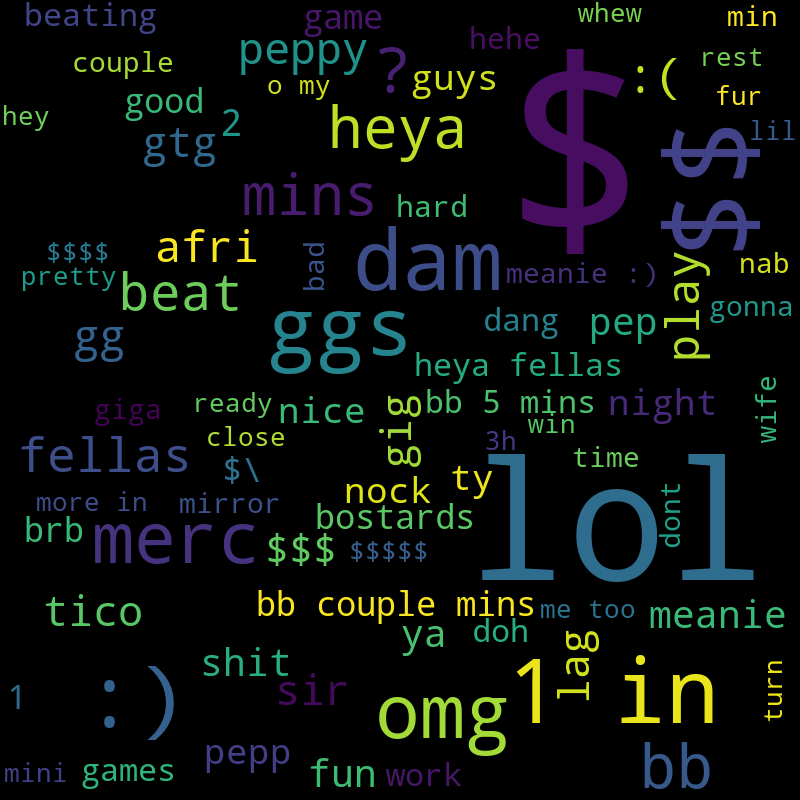 beating
game
whew
min
hehe
couple
peppy
?
guys
:(
rest
o my
fur
good
$
hey
2
heya
gtg
lil
$$
mins
hard
afri
$$$$
bad
dam
pretty
meanie :)
nab
beat
play
gonna
ggs
dang
pep
gg
heya fellas
giga
ready
nice
gig
bb 5 mins
night
wife
close
win
3h
fellas
$\
time
ty
lol
more in
mirror
nock
dont
brb
merc
bostards
$$$
$$$$$
tico
bb couple mins
me too
meanie
ya
doh
shit
lag
1
:)
sir
omg
1 in
turn
pepp
mini
games
fun
work
bb